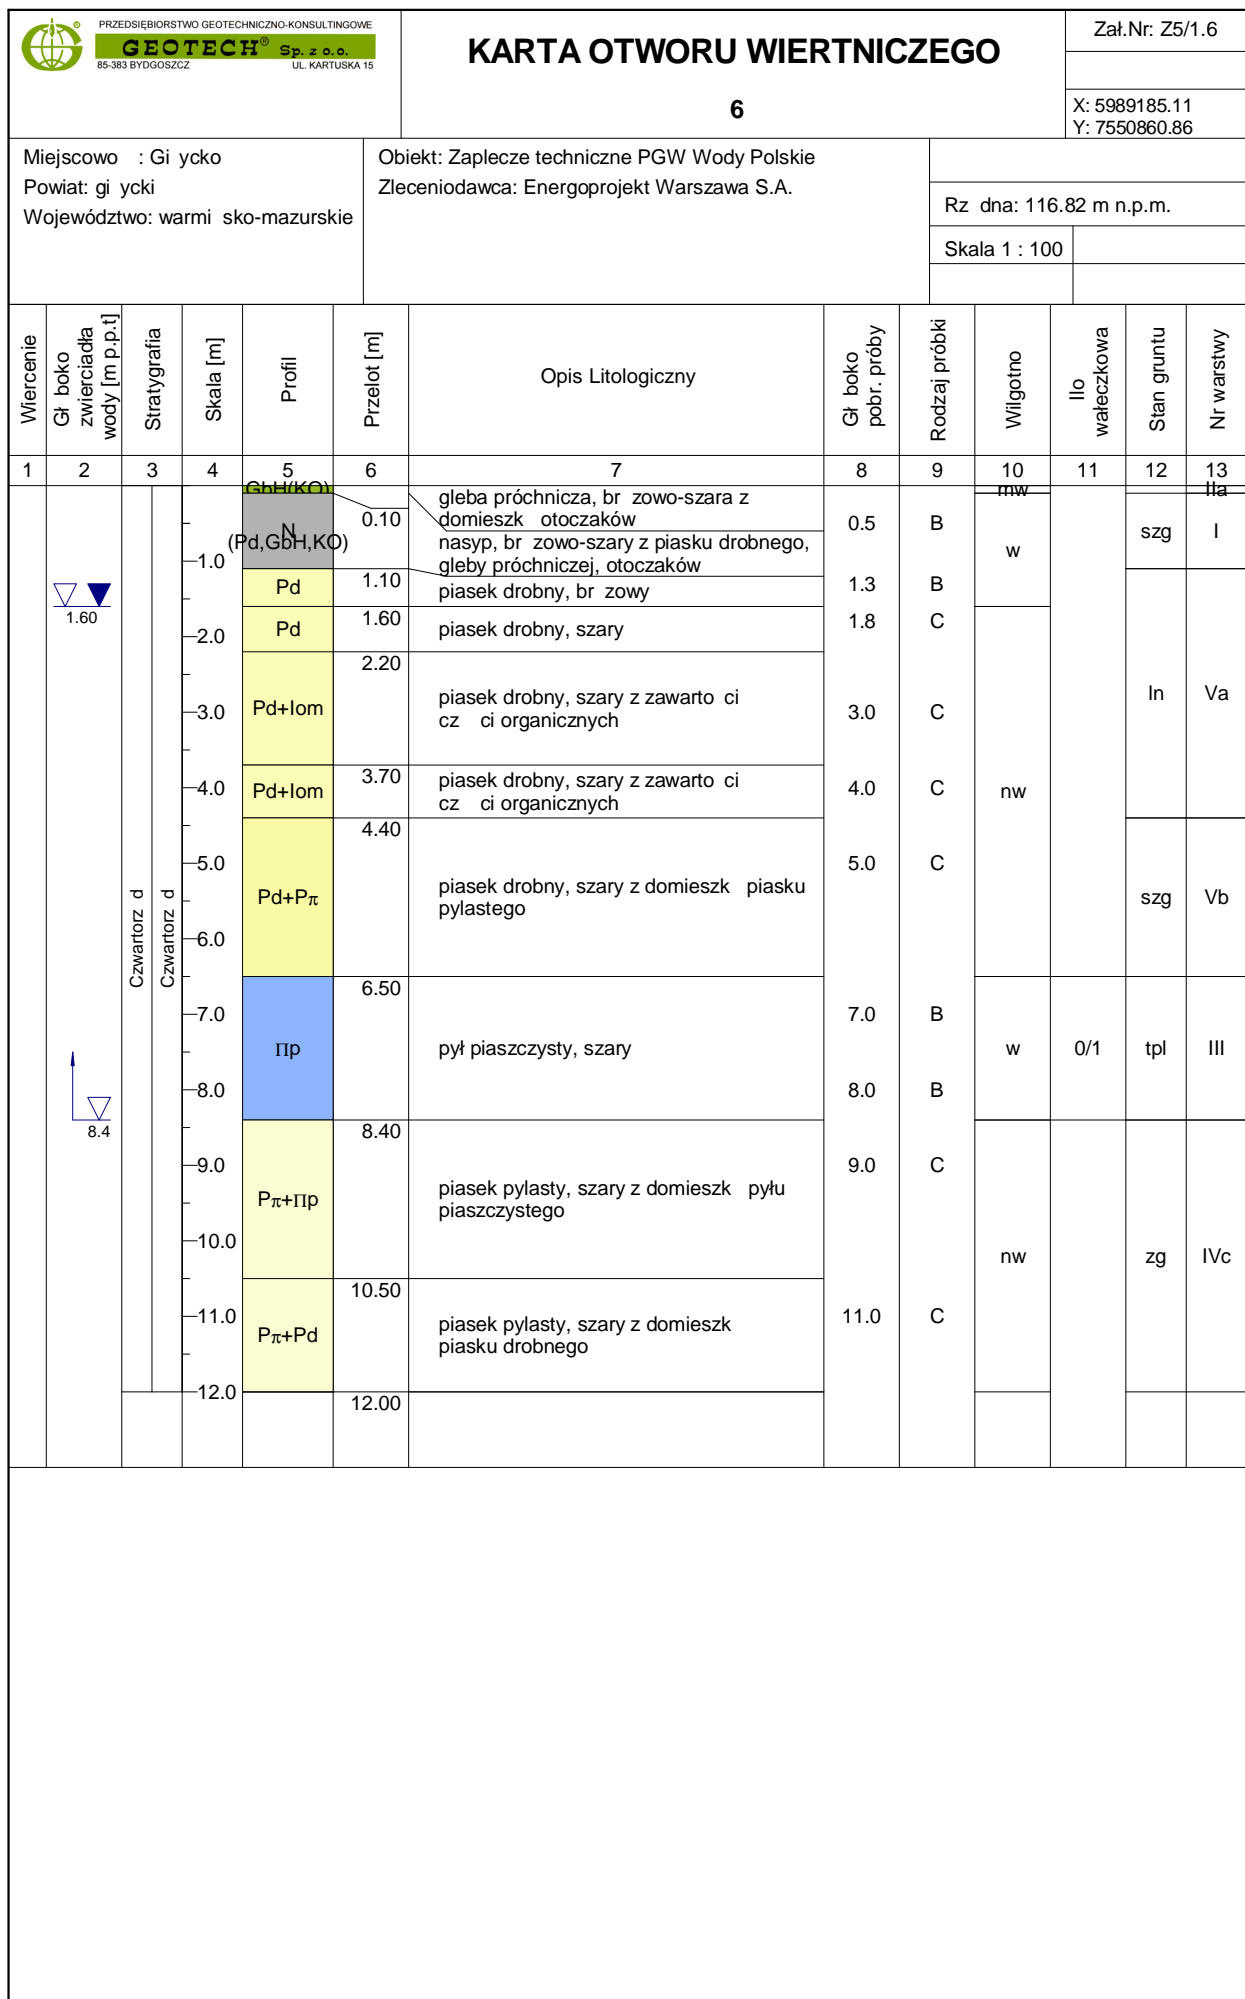 PRZEDSIĘBIORSTWO GEOTECHNICZNO-KONSULTINGOWE
GEOTECH® Sp. z o.o.
85-383 BYDGOSZCZ UL. KARTUSKA 15
KARTA OTWORU WIERTNICZEGO
6
Zał.Nr: Z5/1.6
X: 5989185.11
Y: 7550860.86
Miejscowo : Gi ycko
Powiat: gi ycki
Województwo: warmi sko-mazurskie
Obiekt: Zaplecze techniczne PGW Wody Polskie
Zleceniodawca: Energoprojekt Warszawa S.A.
Rz dna: 116.82 m n.p.m.
Skala 1 : 100
Wiercenie
Gł boko
zwierciadła
wody [m p.p.t]
Stratygrafia
Skala [m]
Profil
Przelot [m]
Opis Litologiczny
Gł boko
pobr. próby
Rodzaj próbki
Wilgotno
Ilo
wałeczkowa
Stan gruntu
Nr warstwy
1 2 3 4 5 6 7 8 9 10 11 12 13
GbH(KO) mw IIa
gleba próchnicza, br zowo-szara z
domieszk otoczaków
N
(Pd,GbH,KO) 0.10 0.5 B w szg I
nasyp, br zowo-szary z piasku drobnego,
gleby próchniczej, otoczaków
1.0
Pd 1.10 piasek drobny, br zowy 1.3 B
1.60
Pd 1.60 piasek drobny, szary 1.8 C
2.0
2.20
Pd+Iom piasek drobny, szary z zawarto ci
cz ci organicznych
3.0 3.0 C ln Va
3.70
Pd+Iom piasek drobny, szary z zawarto ci
cz ci organicznych
4.0 4.0 C nw
4.40
5.0 5.0 C
Pd+Pπ piasek drobny, szary z domieszk piasku
pylastego
szg Vb
6.0
Czwartorz d
Czwartorz d
6.50
7.0 7.0 B
Πp pył piaszczysty, szary w 0/1 tpl III
8.0 8.0 B
8.4
8.40
9.0 9.0 C
Pπ+Πp piasek pylasty, szary z domieszk pyłu
piaszczystego
10.0
nw zg IVc
10.50
11.0 11.0 C
Pπ+Pd piasek pylasty, szary z domieszk
piasku drobnego
12.0
12.00